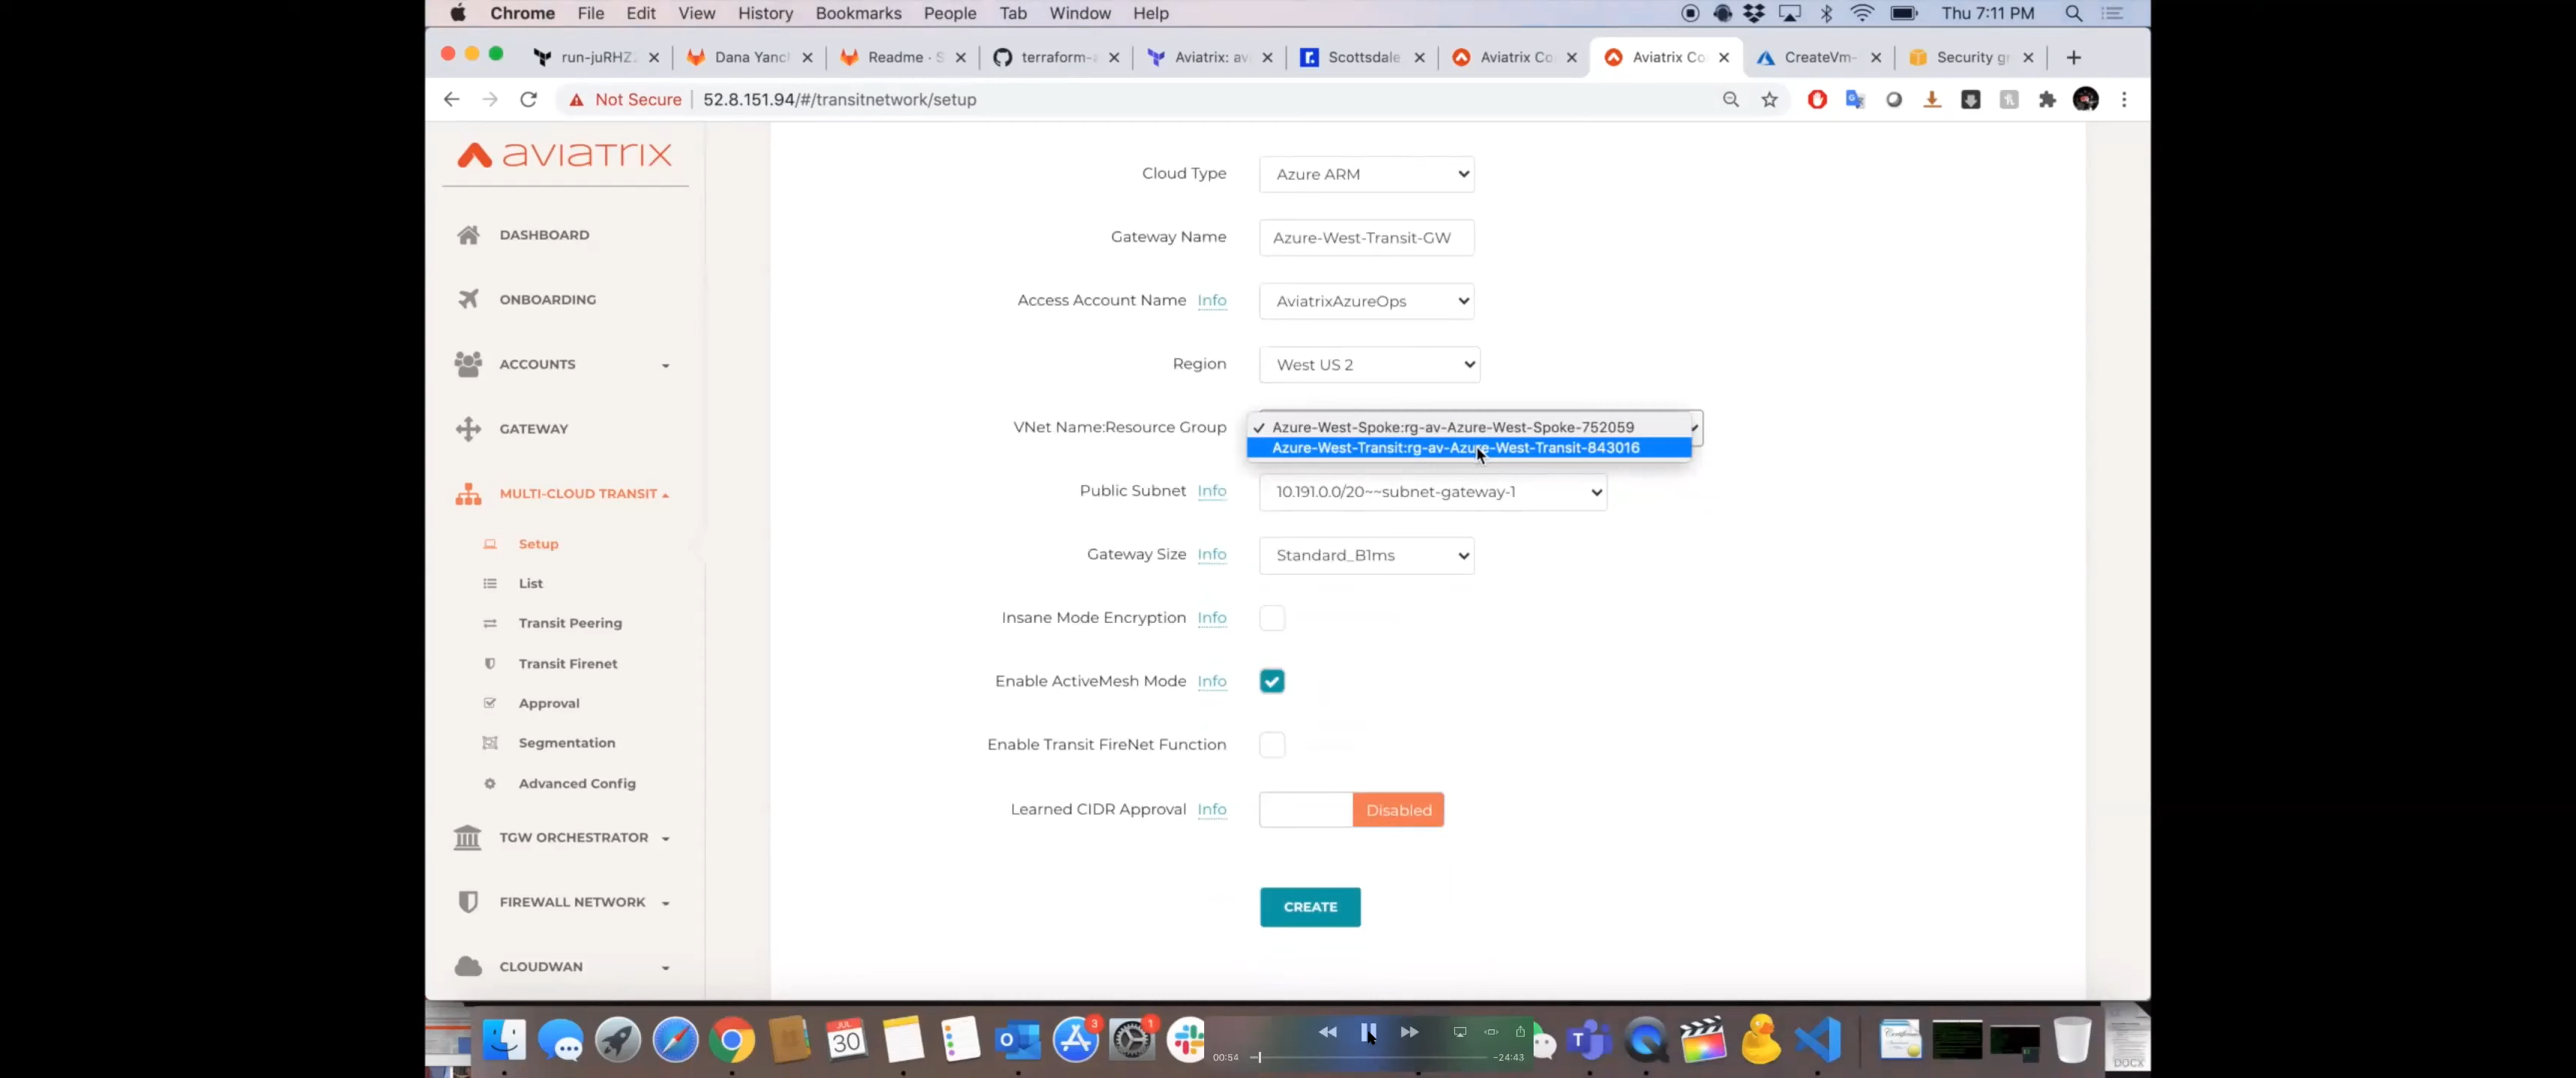 Chrome File Edit View History Bookmarks People Tab Window Help Thu 7:11 PM
run-juRHZ Dana Yanc Readme · S terraform- Aviatrix: av Scottsdale Aviatrix Co Aviatrix Co CreateVm- Security gr
Not Secure 52.8.151.94/#/transitnetwork/setup
aviatrix
DASHBOARD
ONBOARDING
ACCOUNTS
GATEWAY
MULTI-CLOUD TRANSIT
Setup
List
Transit Peering
Transit Firenet
Approval
Segmentation
Advanced Config
TGW ORCHESTRATOR
FIREWALL NETWORK
CLOUDWAN
Cloud Type Azure ARM
Gateway Name Azure-West-Transit-GW
Access Account Name Info AviatrixAzureOps
Region West US 2
VNet Name:Resource Group ✓ Azure-West-Spoke:rg-av-Azure-West-Spoke-752059
Azure-West-Transit:rg-av-Azure-West-Transit-843016
Public Subnet Info 10.191.0.0/20~~subnet-gateway-1
Gateway Size Info Standard_B1ms
Insane Mode Encryption Info
Enable ActiveMesh Mode Info
Enable Transit FireNet Function
Learned CIDR Approval Info Disabled
CREATE
JUL
30
3
1
00:54 -24:43
DOCX